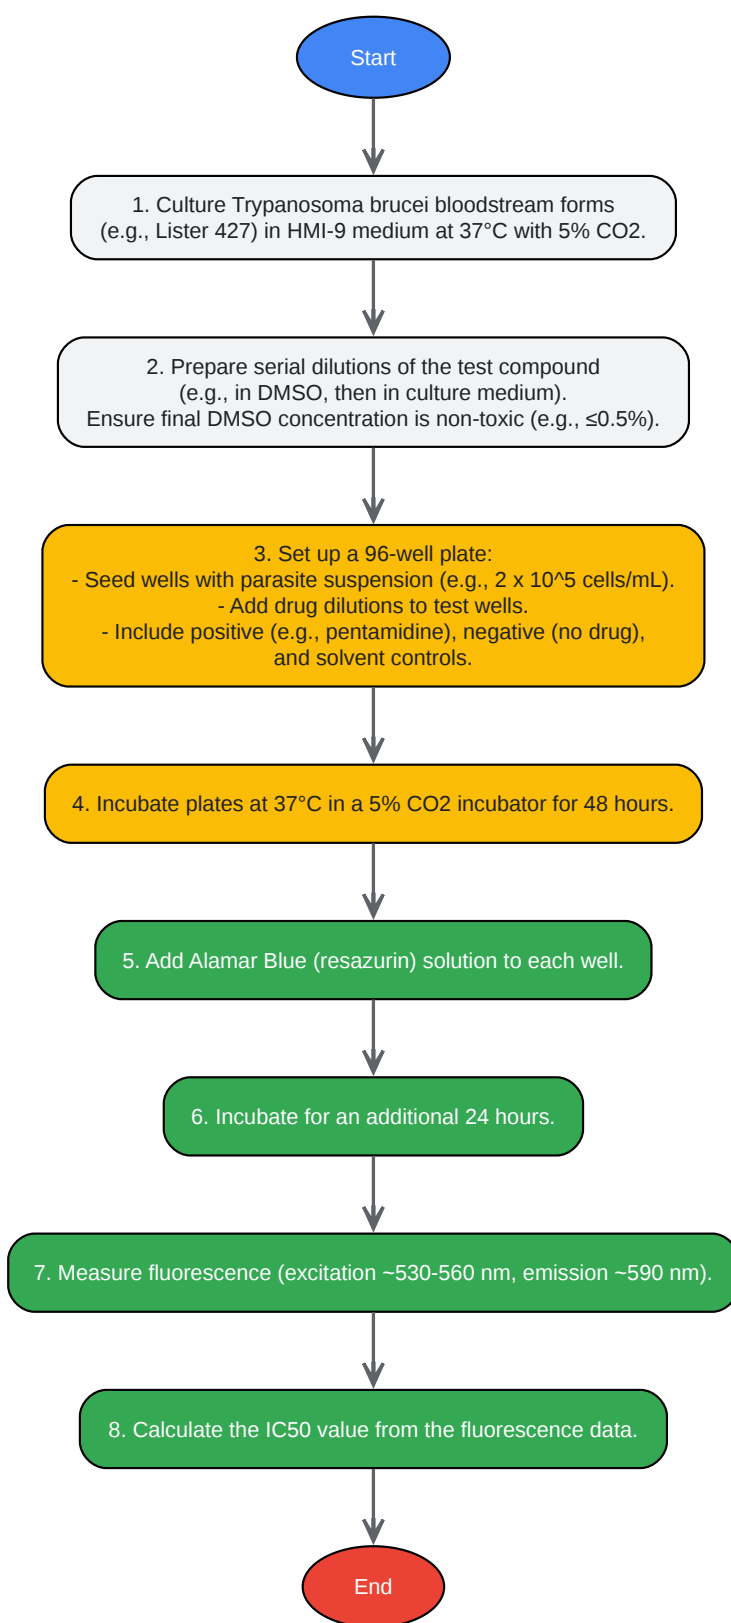 Start
1. Culture Trypanosoma brucei bloodstream forms
(e.g., Lister 427) in HMI-9 medium at 37°C with 5% CO2.
2. Prepare serial dilutions of the test compound
(e.g., in DMSO, then in culture medium).
Ensure final DMSO concentration is non-toxic (e.g., ≤0.5%).
3. Set up a 96-well plate:
- Seed wells with parasite suspension (e.g., 2 x 10^5 cells/mL).
- Add drug dilutions to test wells.
- Include positive (e.g., pentamidine), negative (no drug),
and solvent controls.
4. Incubate plates at 37°C in a 5% CO2 incubator for 48 hours.
5. Add Alamar Blue (resazurin) solution to each well.
6. Incubate for an additional 24 hours.
7. Measure fluorescence (excitation ~530-560 nm, emission ~590 nm).
8. Calculate the IC50 value from the fluorescence data.
End